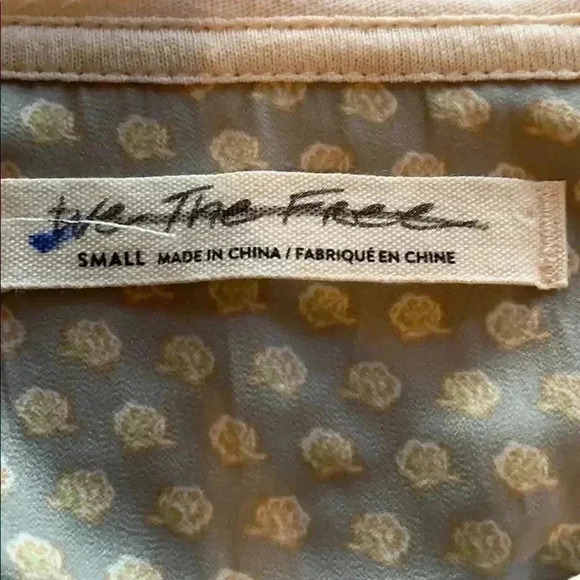 We The Free
SMALL MADE IN CHINA / FABRIQUÉ EN CHINE